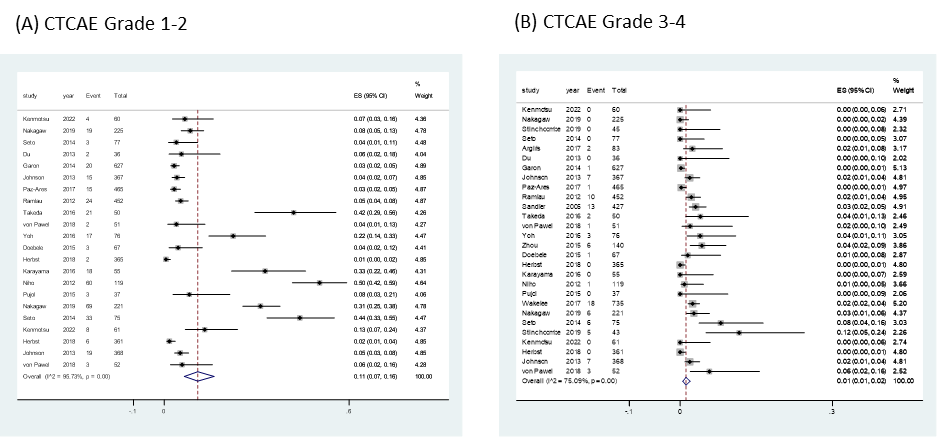 (A) CTCAE Grade 1-2
%
study year Event Total ES (95% CI) Weight
Kenmotsu 2022 4 60 0.07 (0.03, 0.16) 4.36
Nakagaw 2019 19 225 0.08 (0.05, 0.13) 4.78
Seto 2014 3 77 0.04 (0.01, 0.11) 4.48
Du 2013 2 36 0.06 (0.02, 0.18) 4.04
Garon 2014 20 627 0.03 (0.02, 0.05) 4.89
Johnson 2013 15 367 0.04 (0.02, 0.07) 4.85
Paz-Ares 2017 15 465 0.03 (0.02, 0.05) 4.87
Ramlau 2012 24 452 0.05 (0.04, 0.08) 4.87
Takeda 2016 21 50 0.42 (0.29, 0.56) 4.26
von Pawel 2018 2 51 0.04 (0.01, 0.13) 4.27
Yoh 2016 17 76 0.22 (0.14, 0.33) 4.47
Doebele 2015 3 67 0.04 (0.02, 0.12) 4.41
Herbst 2018 2 365 0.01 (0.00, 0.02) 4.85
Karayama 2016 18 55 0.33 (0.22, 0.46) 4.31
Niho 2012 60 119 0.50 (0.42, 0.59) 4.64
Pujol 2015 3 37 0.08 (0.03, 0.21) 4.06
Nakagaw 2019 69 221 0.31 (0.25, 0.38) 4.78
Seto 2014 33 75 0.44 (0.33, 0.55) 4.47
Kenmotsu 2022 8 61 0.13 (0.07, 0.24) 4.37
Herbst 2018 6 361 0.02 (0.01, 0.04) 4.85
Johnson 2013 19 368 0.05 (0.03, 0.08) 4.85
von Pawel 2018 3 52 0.06 (0.02, 0.16) 4.28
Overall (I^2 = 95.73%, p = 0.00) 0.11 (0.07, 0.16) 100.00
-.1 0 .6
(B) CTCAE Grade 3-4
%
study year Event Total ES (95% CI) Weight
Kenmotsu 2022 0 60 0.00 (0.00, 0.06) 2.71
Nakagaw 2019 0 225 0.00 (0.00, 0.02) 4.39
Stinchcombe 2019 0 45 0.00 (0.00, 0.08) 2.32
Seto 2014 0 77 0.00 (0.00, 0.05) 3.07
Argiris 2017 2 83 0.02 (0.01, 0.08) 3.17
Du 2013 0 36 0.00 (0.00, 0.10) 2.02
Garon 2014 1 627 0.00 (0.00, 0.01) 5.13
Johnson 2013 7 367 0.02 (0.01, 0.04) 4.81
Paz-Ares 2017 1 465 0.00 (0.00, 0.01) 4.97
Ramlau 2012 10 452 0.02 (0.01, 0.04) 4.95
Sandler 2006 13 427 0.03 (0.02, 0.05) 4.91
Takeda 2016 2 50 0.04 (0.01, 0.13) 2.46
von Pawel 2018 1 51 0.02 (0.00, 0.10) 2.49
Yoh 2016 3 76 0.04 (0.01, 0.11) 3.05
Zhou 2015 6 140 0.04 (0.02, 0.09) 3.86
Doebele 2015 1 67 0.01 (0.00, 0.08) 2.87
Herbst 2018 0 365 0.00 (0.00, 0.01) 4.80
Karayama 2016 0 55 0.00 (0.00, 0.07) 2.59
Niho 2012 1 119 0.01 (0.00, 0.05) 3.66
Pujol 2015 0 37 0.00 (0.00, 0.09) 2.06
Wakelee 2017 18 735 0.02 (0.02, 0.04) 5.20
Nakagaw 2019 6 221 0.03 (0.01, 0.06) 4.37
Seto 2014 6 75 0.08 (0.04, 0.16) 3.03
Stinchcombe 2019 5 43 0.12 (0.05, 0.24) 2.26
Kenmotsu 2022 0 61 0.00 (0.00, 0.06) 2.74
Herbst 2018 0 361 0.00 (0.00, 0.01) 4.80
Johnson 2013 7 368 0.02 (0.01, 0.04) 4.81
von Pawel 2018 3 52 0.06 (0.02, 0.16) 2.52
Overall (I^2 = 75.09%, p = 0.00) 0.01 (0.01, 0.02) 100.00
-.1 0 .3